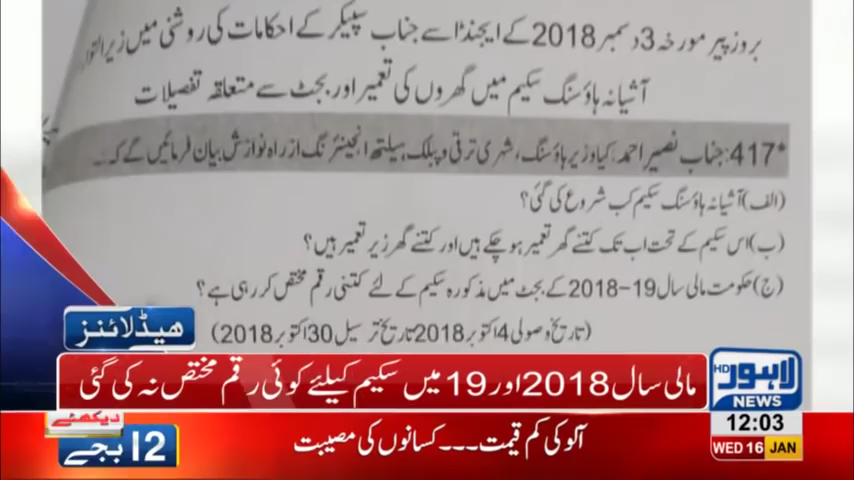 بروز پیر مورخہ 3 دسمبر 2018 کے ایجنڈا سے جناب سپیکر کے احکامات کی روشنی میں زیر التوا
آشیانہ ہاؤسنگ سکیم میں گھروں کی تعمیر اور بجٹ سے متعلقہ تفصیلات
*417: جناب نصیر احمد: کیا وزیر ہاؤسنگ، شہری ترقی و پبلک ہیلتھ انجینئرنگ از راہ نوازش بیان فرمائیں گے کہ...
(الف) آشیانہ ہاؤسنگ سکیم کب شروع کی گئی؟
(ب) اس سکیم کے تحت اب تک کتنے گھر تعمیر ہو چکے ہیں اور کتنے گھر زیر تعمیر ہیں؟
(ج) حکومت مالی سال 19-2018 کے بجٹ میں مذکورہ سکیم کے لئے کتنی رقم مختص کر رہی ہے؟
(تاریخ وصولی 4 اکتوبر 2018 تاریخ ترسیل 30 اکتوبر 2018)
ہیڈلائنز
مالی سال 2018 اور 19 میں سکیم کیلئے کوئی رقم مختص نہ کی گئی
لاہور HD
NEWS
دیکھئے
12 بجے
آلو کی کم قیمت ۔۔۔ کسانوں کی مصیبت
12:03
WED 16 JAN